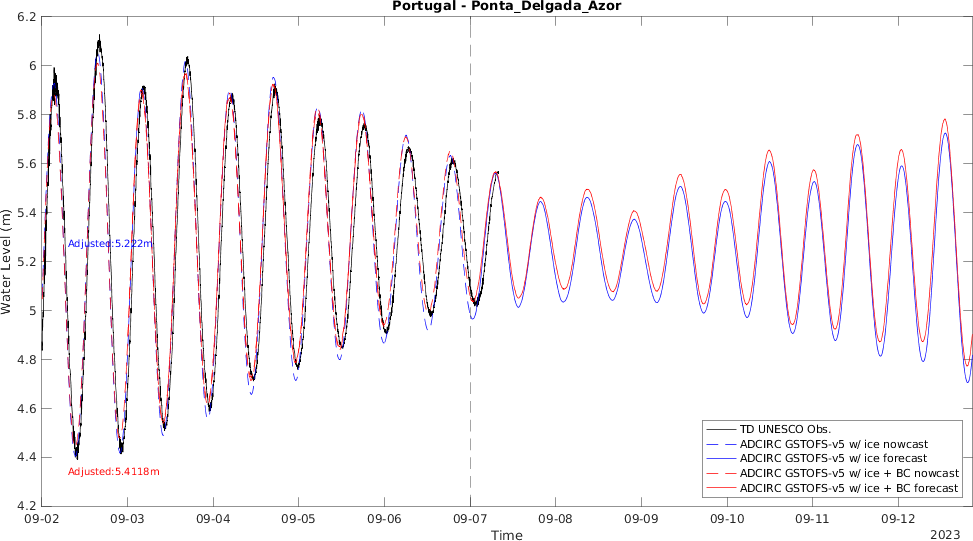 Portugal - Ponta_Delgada_Azor
6.2
6
5.8
5.6
5.4
5.2
5
4.8
4.6
4.4
4.2
Water Level (m)
Adjusted:5.222m
Adjusted:5.4118m
TD UNESCO Obs.
ADCIRC GSTOFS-v5 w/ ice nowcast
ADCIRC GSTOFS-v5 w/ ice forecast
ADCIRC GSTOFS-v5 w/ ice + BC nowcast
ADCIRC GSTOFS-v5 w/ ice + BC forecast
09-02 09-03 09-04 09-05 09-06 09-07 09-08 09-09 09-10 09-11 09-12
Time
2023